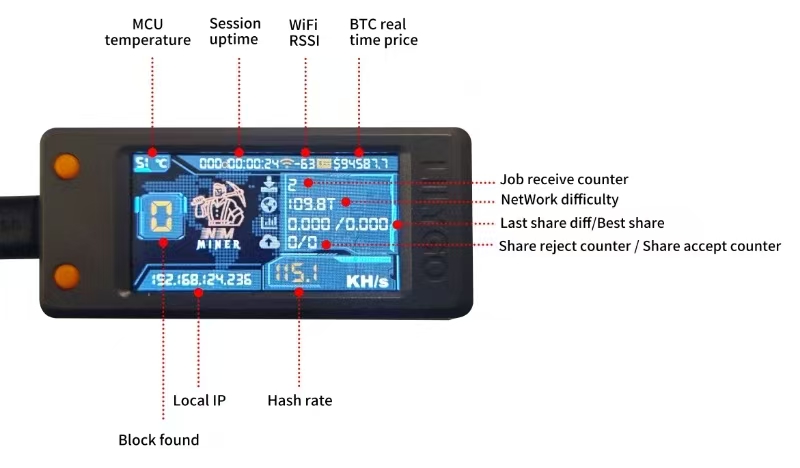 MCU
temperature
Session
uptime
WiFi
RSSI
BTC real
time price
51 °C
000d00:00:24
-63
$94587.7
2
109.8T
0.000 /0.000
0/0
0
NM
MINER
192.168.124.236
115.1
KH/s
Job receive counter
NetWork difficulty
Last share diff/Best share
Share reject counter / Share accept counter
Local IP
Hash rate
Block found